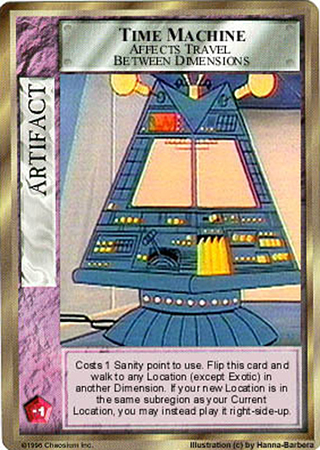 TIME MACHINE
AFFECTS TRAVEL
BETWEEN DIMENSIONS
ARTIFACT
Costs 1 Sanity point to use. Flip this card and
walk to any Location (except Exotic) in
another Dimension. If your new Location is in
the same subregion as your Current
Location, you may instead play it right-side-up.
-1
©1996 Chaosium Inc.
Illustration (c) by Hanna-Barbera